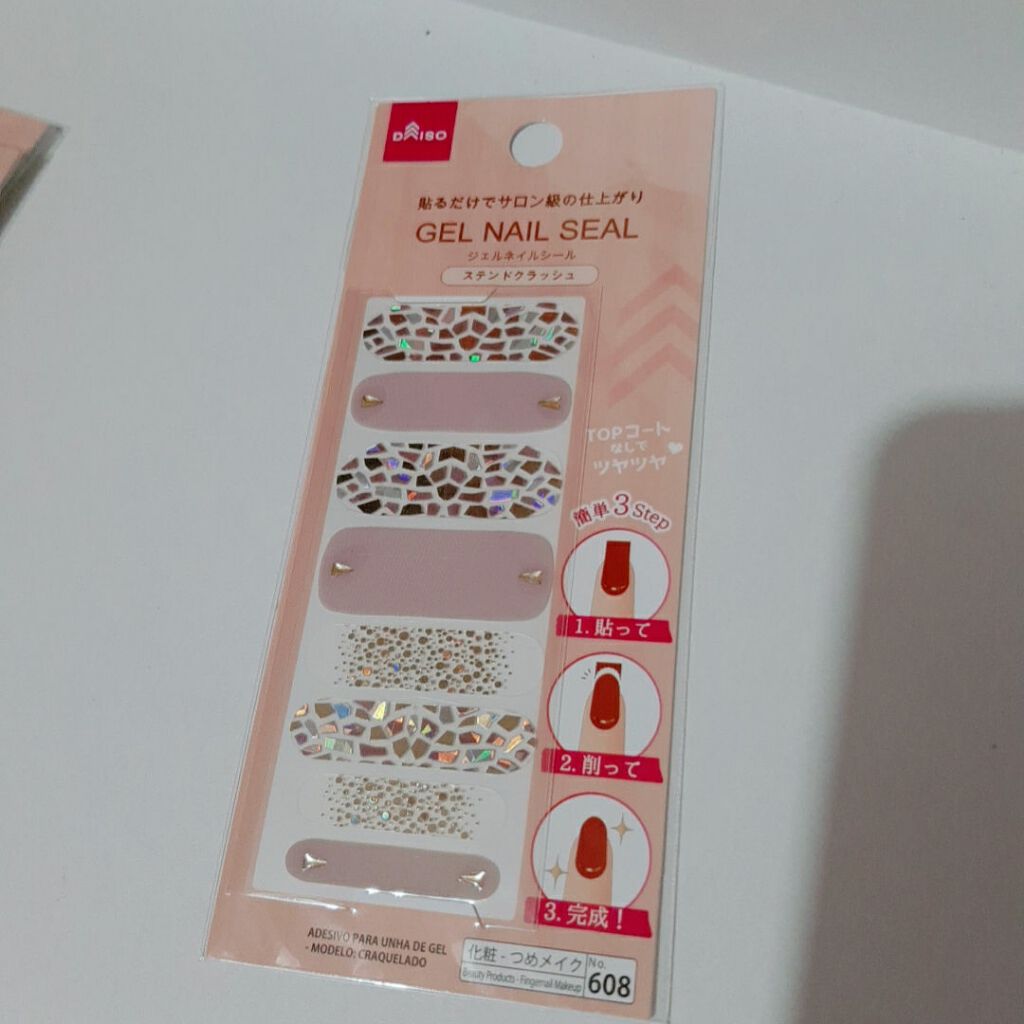 DAISO
貼るだけでサロン級の仕上がり
GEL NAIL SEAL
ジェルネイルシール
ステンドクラッシュ
TOPコート
なしで
ツヤツヤ
簡単3Step
1.貼って
2.削って
3.完成!
ADESIVO PARA UNHA DE GEL
- MODELO: CRAQUELADO
化粧-つめメイク
Beauty Products - Fingernail Makeup
No.
608